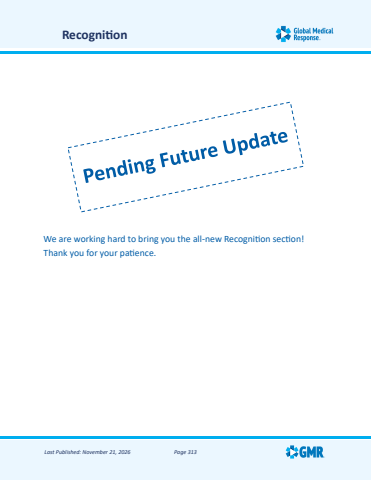 Recognition
Global Medical
Response.
Pending Future Update
We are working hard to bring you the all-new Recognition section!
Thank you for your patience.
Last Published: November 21, 2026 Page 313
GMR